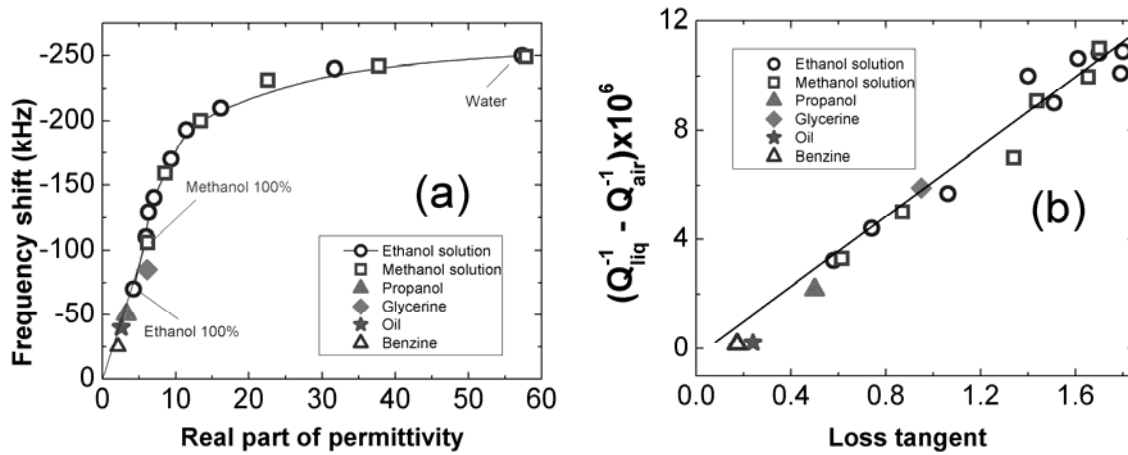 Frequency shift (kHz)
-250
-200
-150
-100
-50
0
0 10 20 30 40 50 60
Real part of permittivity
Water
Methanol 100%
Ethanol 100%
(a)
Ethanol solution
Methanol solution
Propanol
Glycerine
Oil
Benzine
(Q⁻¹liq - Q⁻¹air)x10⁶
12
8
4
0
0.0 0.4 0.8 1.2 1.6
Loss tangent
(b)
Ethanol solution
Methanol solution
Propanol
Glycerine
Oil
Benzine